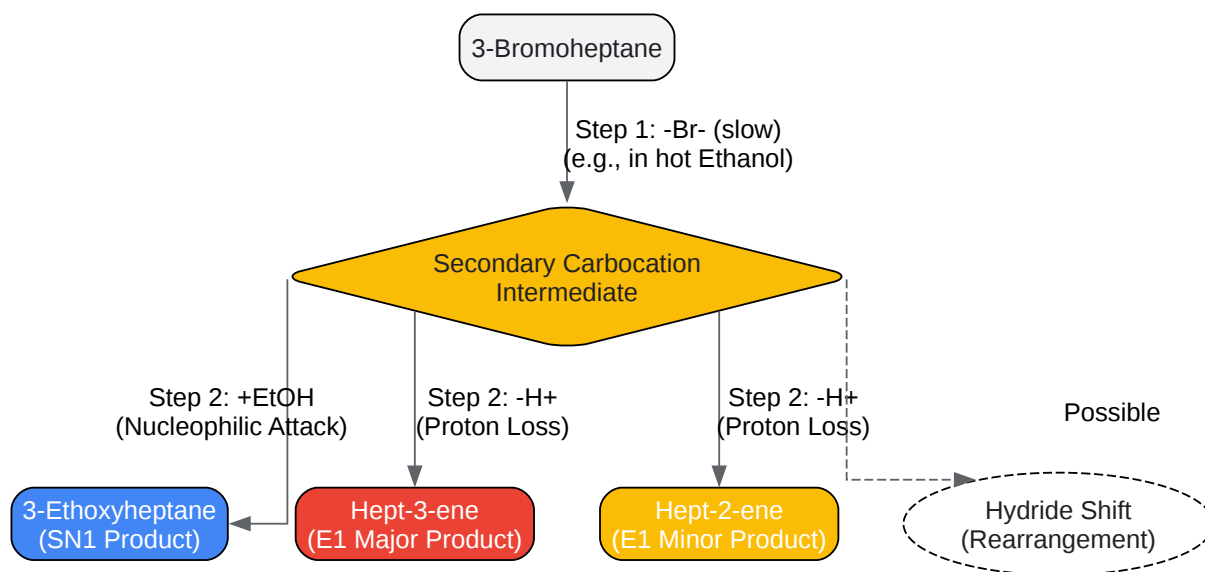 3-Bromoheptane
Step 1: -Br- (slow)
(e.g., in hot Ethanol)
Secondary Carbocation
Intermediate
Step 2: +EtOH
(Nucleophilic Attack)
Step 2: -H+
(Proton Loss)
Step 2: -H+
(Proton Loss)
Possible
3-Ethoxyheptane
(SN1 Product)
Hept-3-ene
(E1 Major Product)
Hept-2-ene
(E1 Minor Product)
Hydride Shift
(Rearrangement)